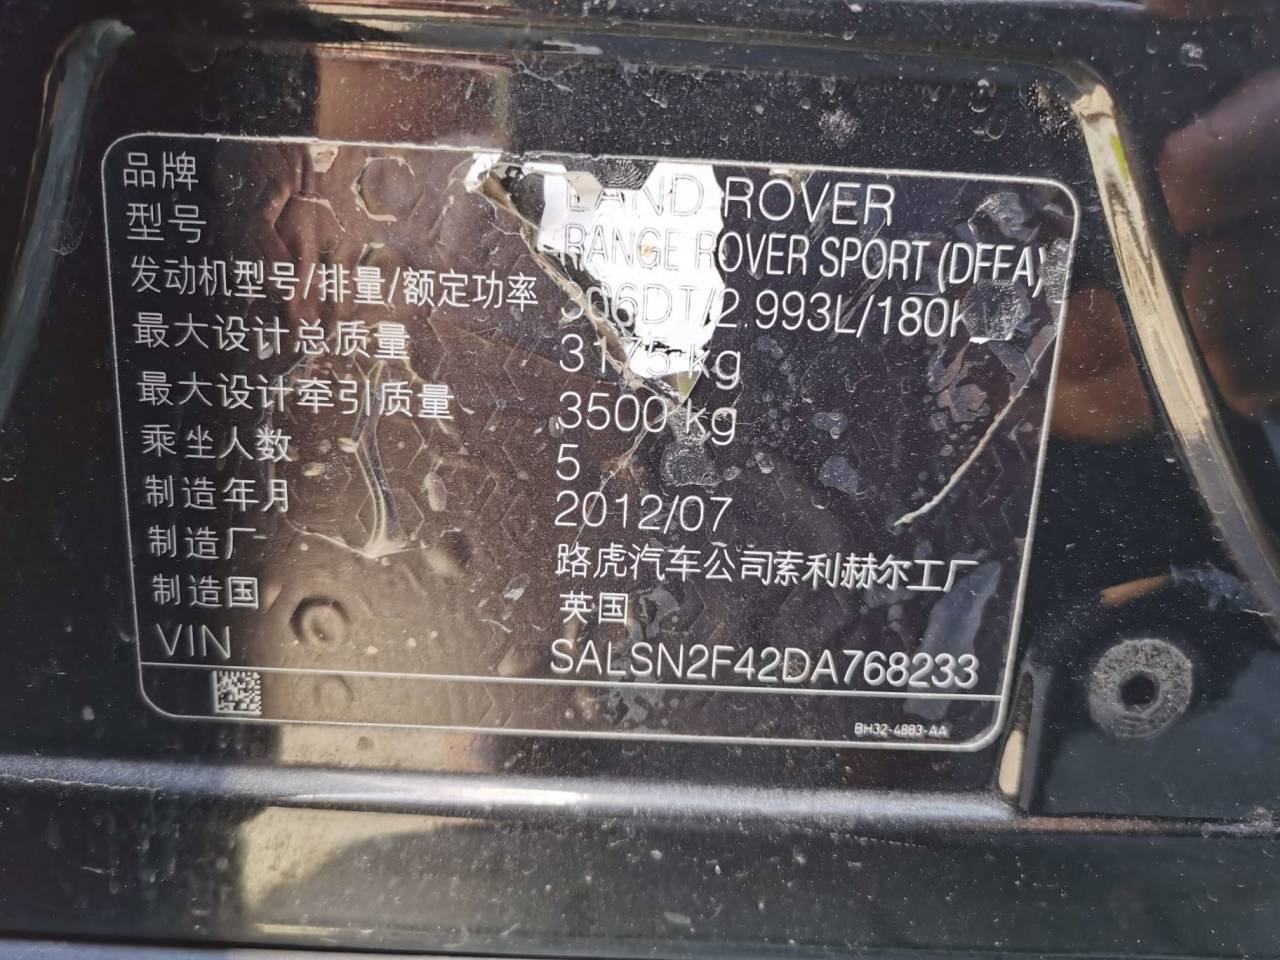 品牌 LAND ROVER
型号 RANGE ROVER SPORT (DFFA)
发动机型号/排量/额定功率 306DT/2.993L/180K
最大设计总质量 3175 kg
最大设计牵引质量 3500 kg
乘坐人数 5
制造年月 2012/07
制造厂 路虎汽车公司索利赫尔工厂
制造国 英国
VIN SALSN2F42DA768233
BH32-4883-AA